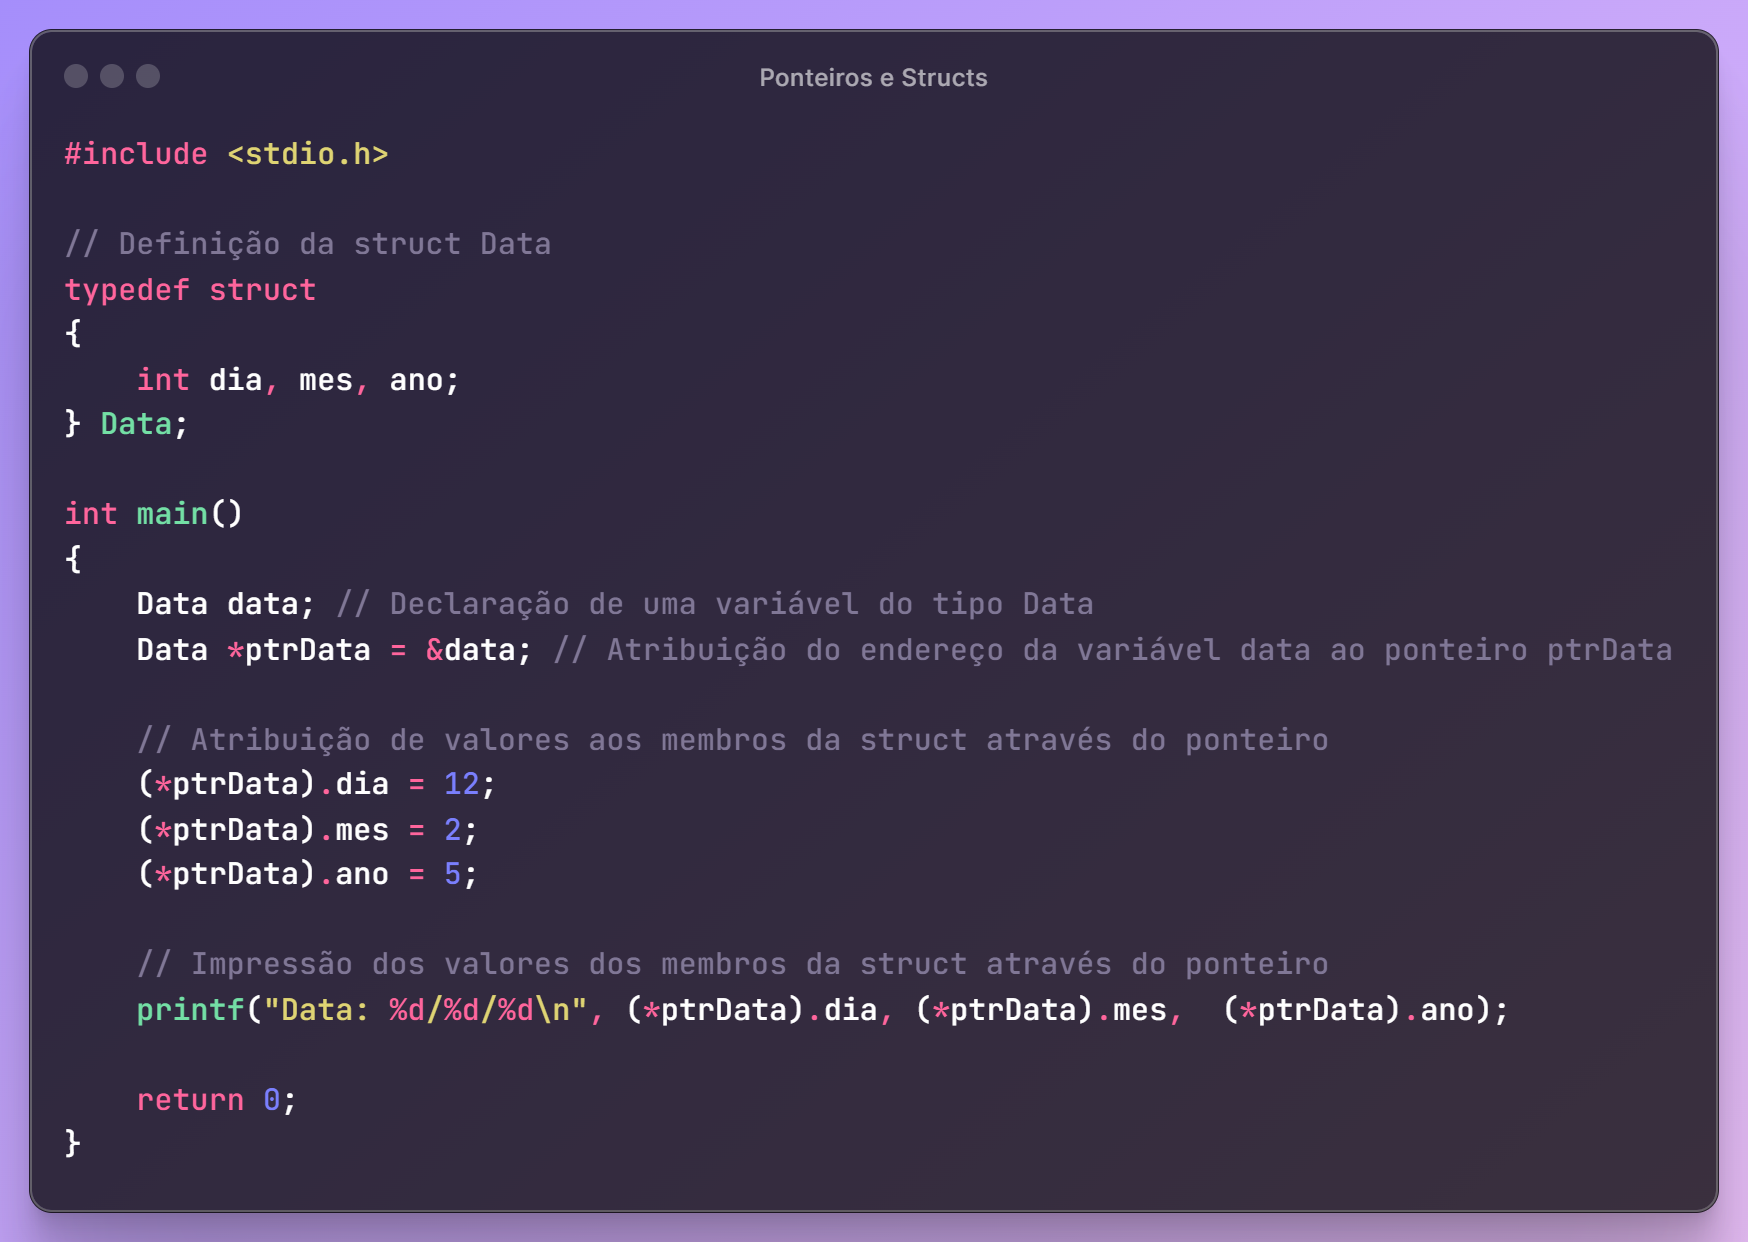 Ponteiros e Structs
#include <stdio.h>
// Definição da struct Data
typedef struct
{
    int dia, mes, ano;
} Data;
int main()
{
    Data data; // Declaração de uma variável do tipo Data
    Data *ptrData = &data; // Atribuição do endereço da variável data ao ponteiro ptrData
    // Atribuição de valores aos membros da struct através do ponteiro
    (*ptrData).dia = 12;
    (*ptrData).mes = 2;
    (*ptrData).ano = 5;
    // Impressão dos valores dos membros da struct através do ponteiro
    printf("Data: %d/%d/%d\n", (*ptrData).dia, (*ptrData).mes,  (*ptrData).ano);
    return 0;
}